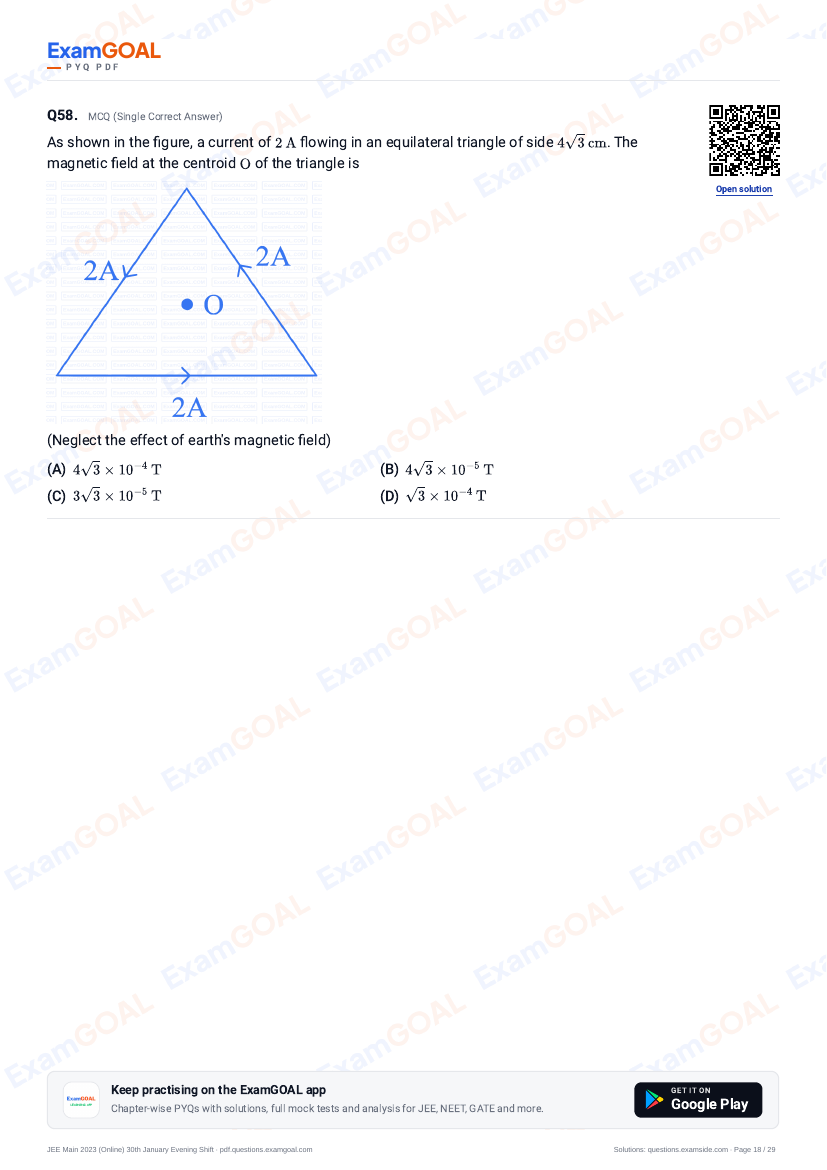 ExamGOAL
PYQ PDF
Q58. MCQ (Single Correct Answer)
As shown in the figure, a current of 2 A flowing in an equilateral triangle of side 4√3 cm. The
magnetic field at the centroid O of the triangle is
Open solution
2A
2A
O
2A
(Neglect the effect of earth's magnetic field)
(A) 4√3 × 10⁻⁴ T
(B) 4√3 × 10⁻⁵ T
(C) 3√3 × 10⁻⁵ T
(D) √3 × 10⁻⁴ T
Keep practising on the ExamGOAL app
Chapter-wise PYQs with solutions, full mock tests and analysis for JEE, NEET, GATE and more.
GET IT ON
Google Play
JEE Main 2023 (Online) 30th January Evening Shift · pdf.questions.examgoal.com
Solutions: questions.examside.com · Page 18 / 29